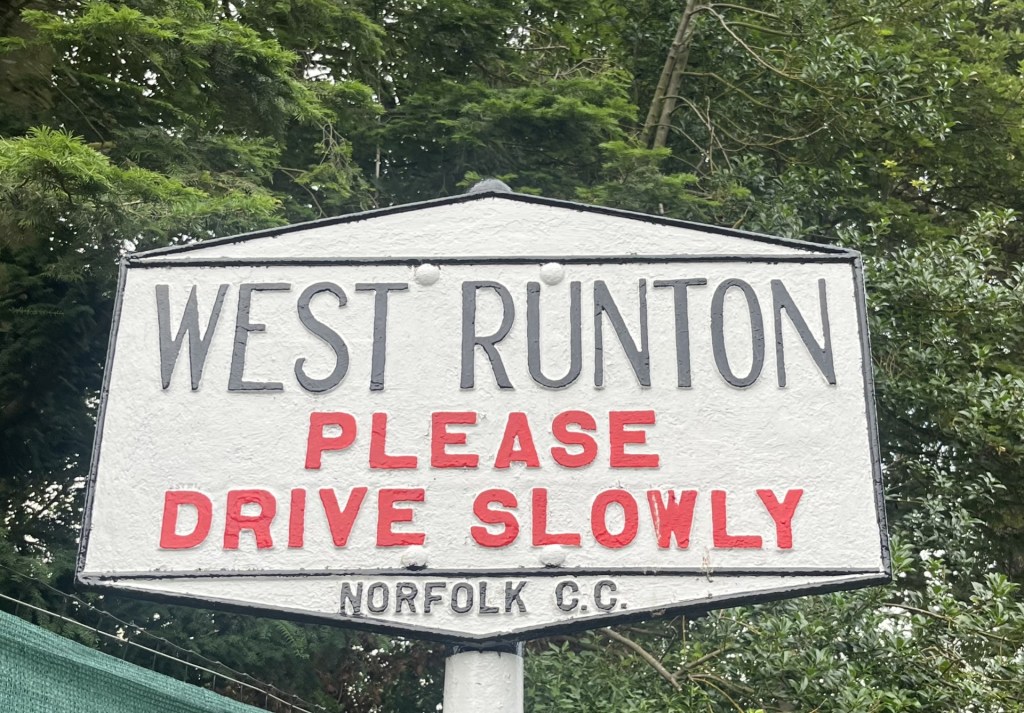 WEST RUNTON
PLEASE
DRIVE SLOWLY
NORFOLK C.C.